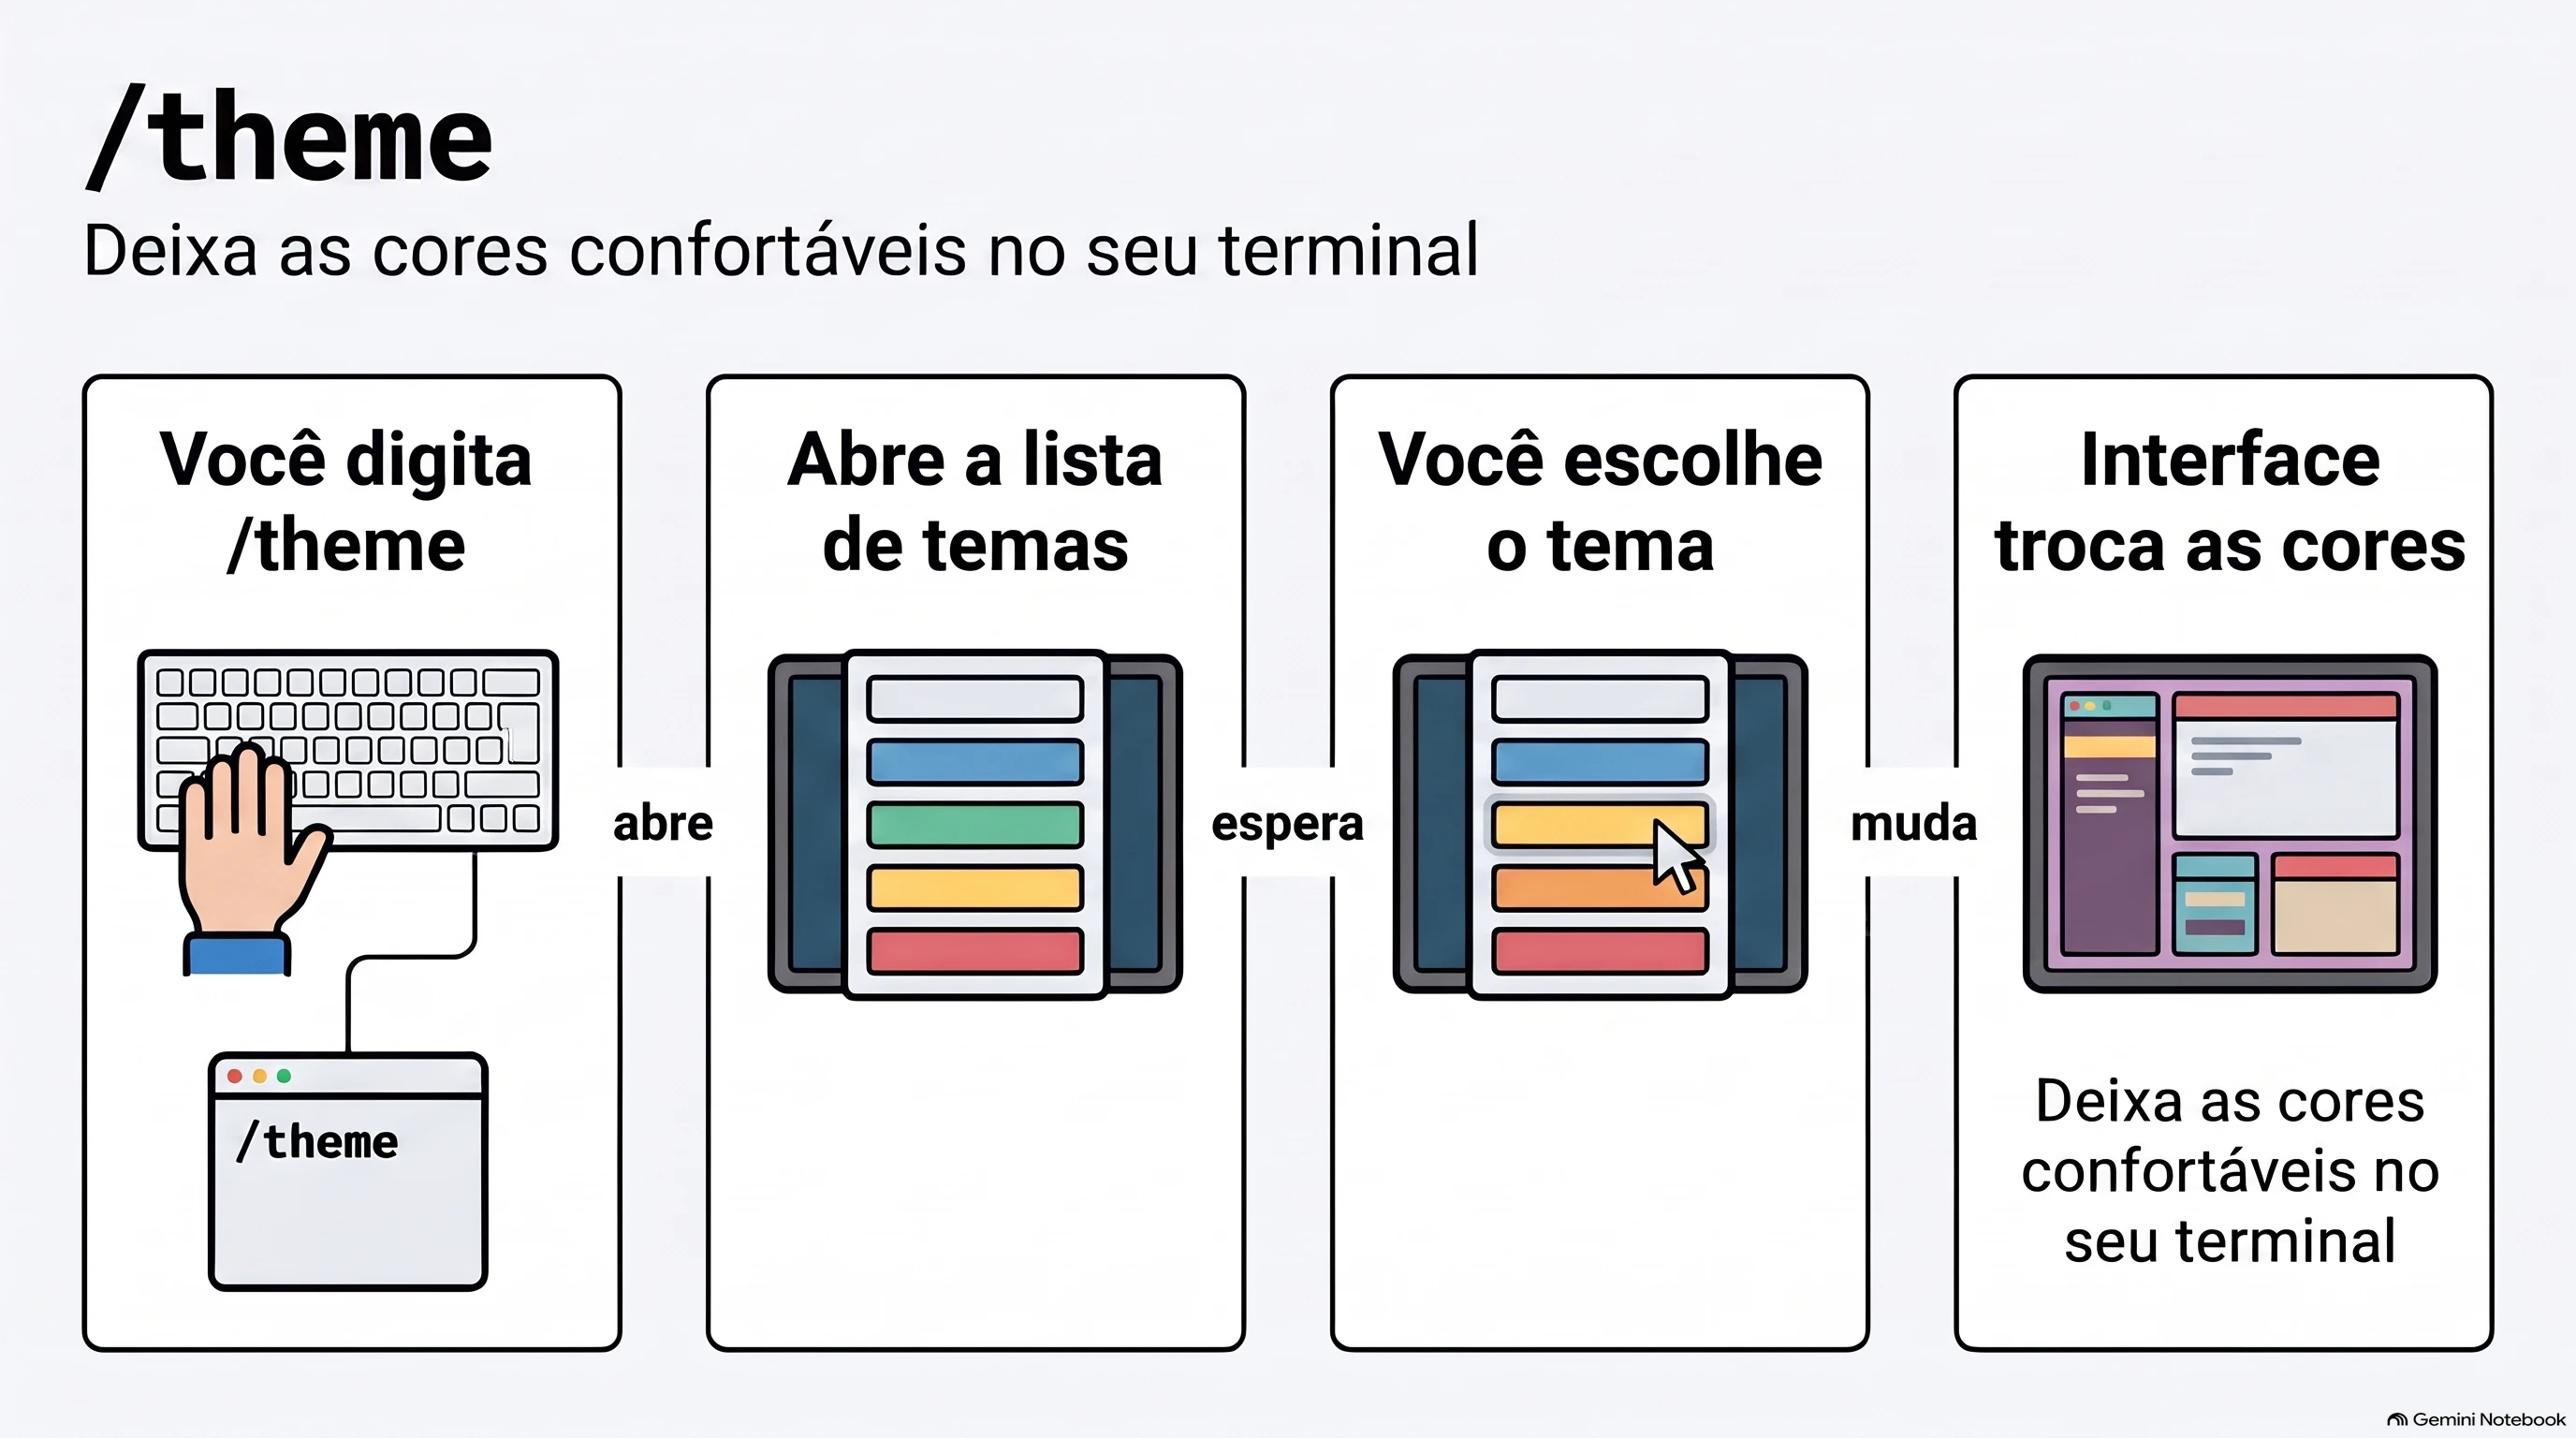 /theme
Deixa as cores confortáveis no seu terminal
Você digita
/theme
/theme
abre
Abre a lista
de temas
espera
Você escolhe
o tema
muda
Interface
troca as cores
Deixa as cores
confortáveis no
seu terminal
Gemini Notebook